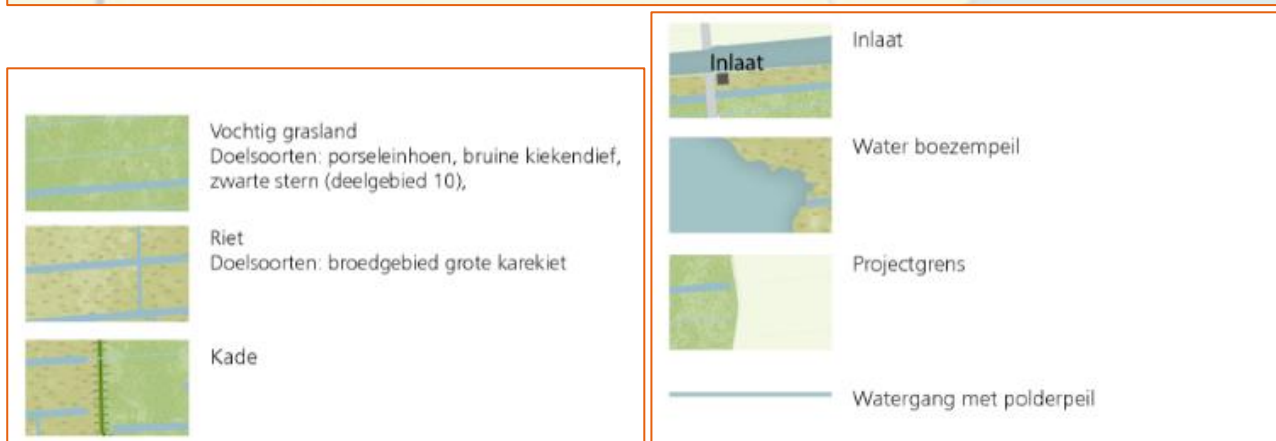 Vochtig grasland
Doelsoorten: porseleinhoen, bruine kiekendief,
zwarte stern (deelgebied 10),
Riet
Doelsoorten: broedgebied grote karekiet
Kade
Inlaat
Inlaat
Water boezempeil
Projectgrens
Watergang met polderpeil